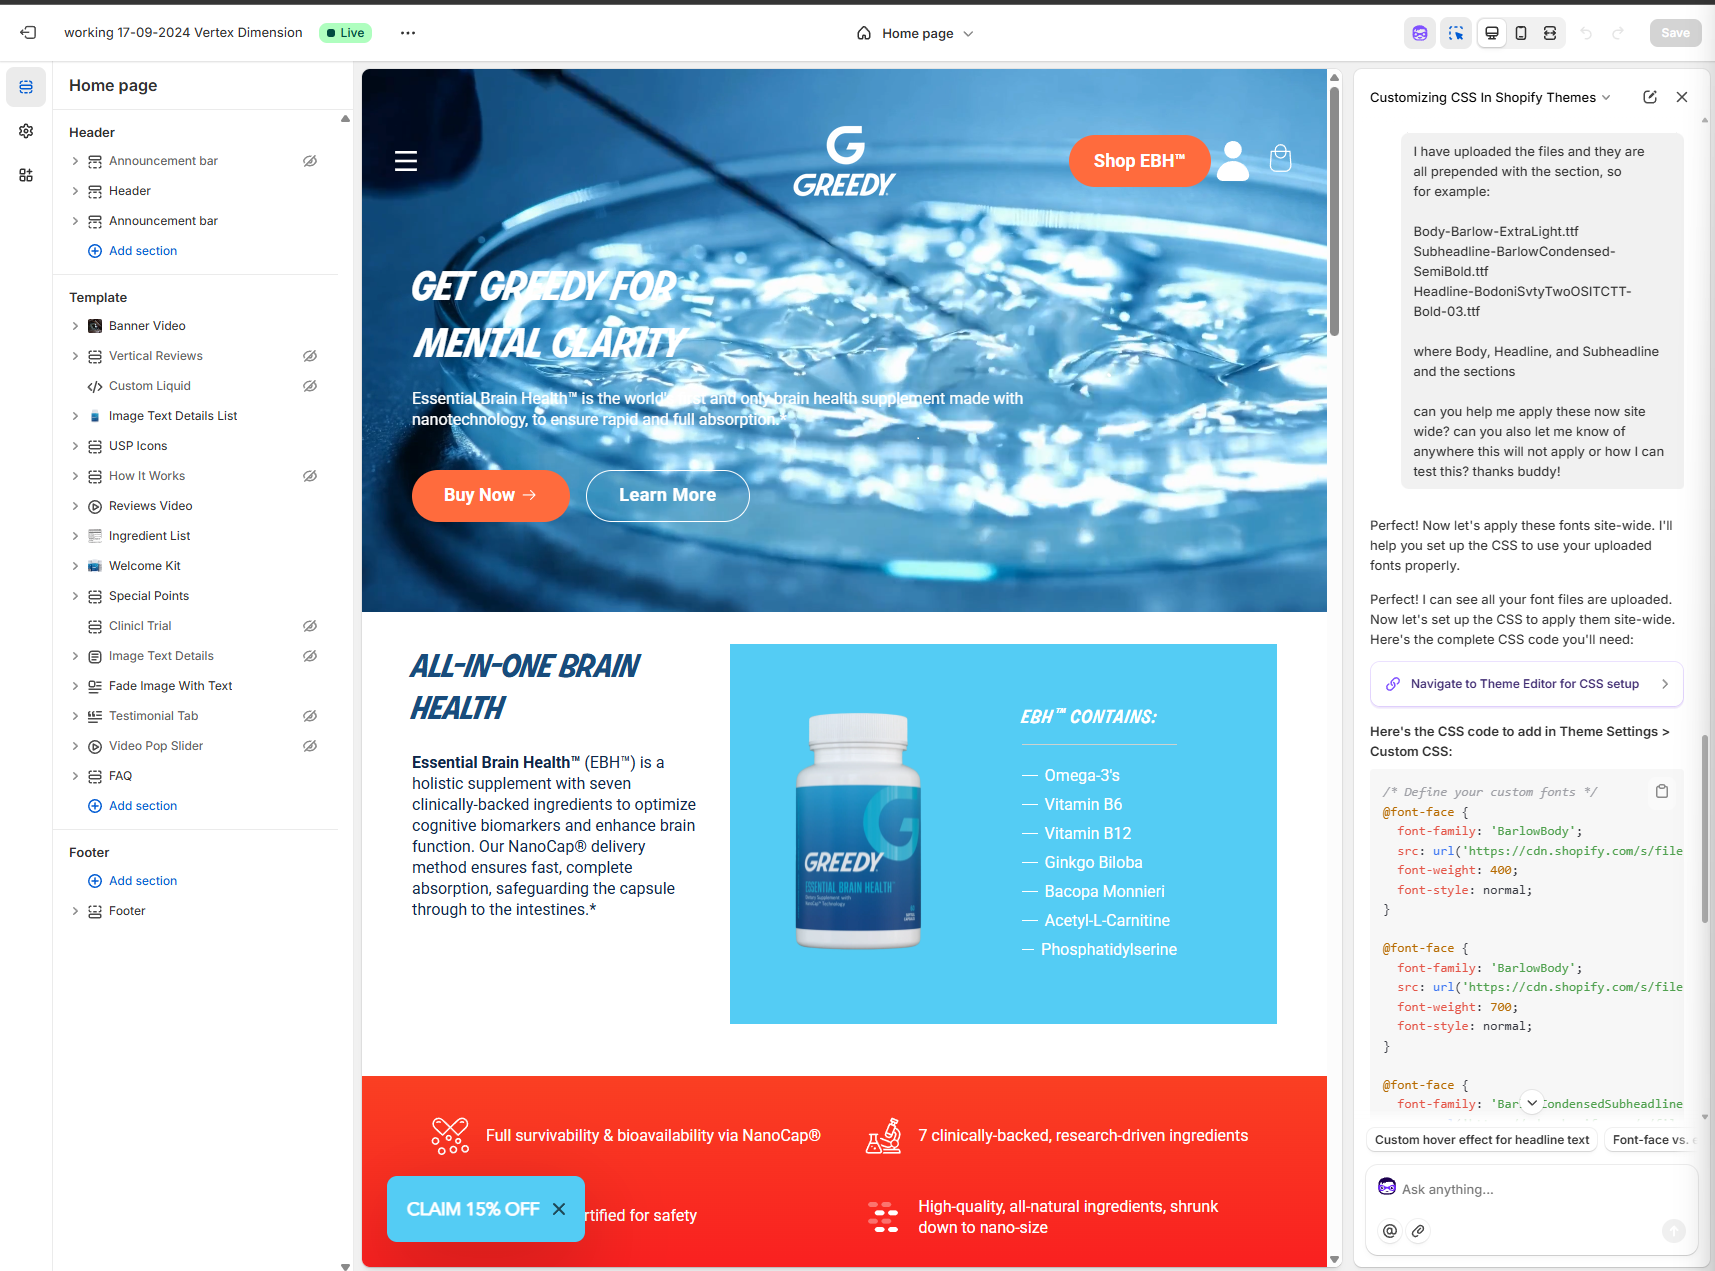 working 17-09-2024 Vertex Dimension
Live
Home page
Save
Home page
Header
Announcement bar
Header
Announcement bar
Add section
Template
Banner Video
Vertical Reviews
Custom Liquid
Image Text Details List
USP Icons
How It Works
Reviews Video
Ingredient List
Welcome Kit
Special Points
Clinicl Trial
Image Text Details
Fade Image With Text
Testimonial Tab
Video Pop Slider
FAQ
Add section
Footer
Add section
Footer
GREEDY
Shop EBH™
GET GREEDY FOR
MENTAL CLARITY
Essential Brain Health™ is the world's first and only brain health supplement made with
nanotechnology, to ensure rapid and full absorption.*
Buy Now →
Learn More
ALL-IN-ONE BRAIN
HEALTH
Essential Brain Health™ (EBH™) is a
holistic supplement with seven
clinically-backed ingredients to optimize
cognitive biomarkers and enhance brain
function. Our NanoCap® delivery
method ensures fast, complete
absorption, safeguarding the capsule
through to the intestines.*
GREEDY
ESSENTIAL BRAIN HEALTH
Dietary Supplement with
NanoCap™ Technology
EBH™ CONTAINS:
— Omega-3's
— Vitamin B6
— Vitamin B12
— Ginkgo Biloba
— Bacopa Monnieri
— Acetyl-L-Carnitine
— Phosphatidylserine
Full survivability & bioavailability via NanoCap®
7 clinically-backed, research-driven ingredients
CLAIM 15% OFF
rtified for safety
High-quality, all-natural ingredients, shrunk
down to nano-size
Customizing CSS In Shopify Themes
I have uploaded the files and they are
all prepended with the section, so
for example:
Body-Barlow-ExtraLight.ttf
Subheadline-BarlowCondensed-
SemiBold.ttf
Headline-BodoniSvtyTwoOSITCTT-
Bold-03.ttf
where Body, Headline, and Subheadline
and the sections
can you help me apply these now site
wide? can you also let me know of
anywhere this will not apply or how I can
test this? thanks buddy!
Perfect! Now let's apply these fonts site-wide. I'll
help you set up the CSS to use your uploaded
fonts properly.
Perfect! I can see all your font files are uploaded.
Now let's set up the CSS to apply them site-wide.
Here's the complete CSS code you'll need:
Navigate to Theme Editor for CSS setup
Here's the CSS code to add in Theme Settings >
Custom CSS:
/* Define your custom fonts */
@font-face {
font-family: 'BarlowBody';
src: url('https://cdn.shopify.com/s/file
font-weight: 400;
font-style: normal;
}
@font-face {
font-family: 'BarlowBody';
src: url('https://cdn.shopify.com/s/file
font-weight: 700;
font-style: normal;
}
@font-face {
font-family: 'Bar CondensedSubheadline
Custom hover effect for headline text
Font-face vs.
Ask anything...